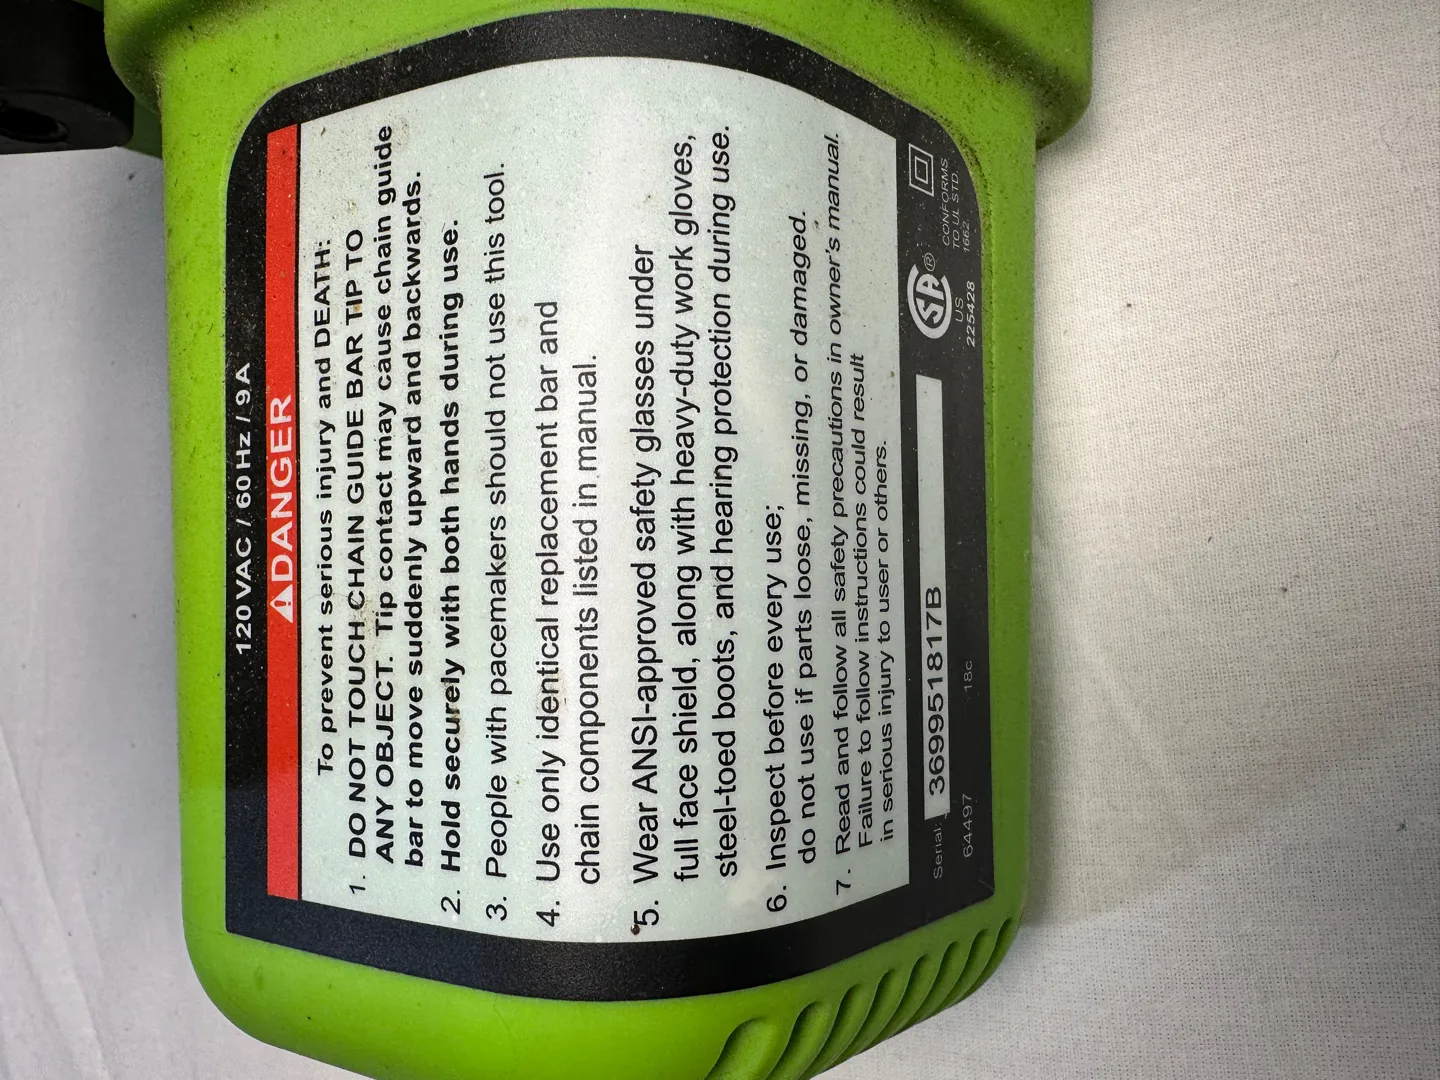 120 VAC / 60 Hz / 9 A
DANGER
To prevent serious injury and DEATH:
1. DO NOT TOUCH CHAIN GUIDE BAR TIP TO
ANY OBJECT. Tip contact may cause chain guide
bar to move suddenly upward and backwards.
2. Hold securely with both hands during use.
3. People with pacemakers should not use this tool.
4. Use only identical replacement bar and
chain components listed in manual.
5. Wear ANSI-approved safety glasses under
full face shield, along with heavy-duty work gloves,
steel-toed boots, and hearing protection during use.
6. Inspect before every use;
do not use if parts loose, missing, or damaged.
7. Read and follow all safety precautions in owner's manual.
Failure to follow instructions could result
in serious injury to user or others.
Serial: 369951817B
SA ®
US
225428
CONFORMS
TO UL STD.
1662
64497 18c